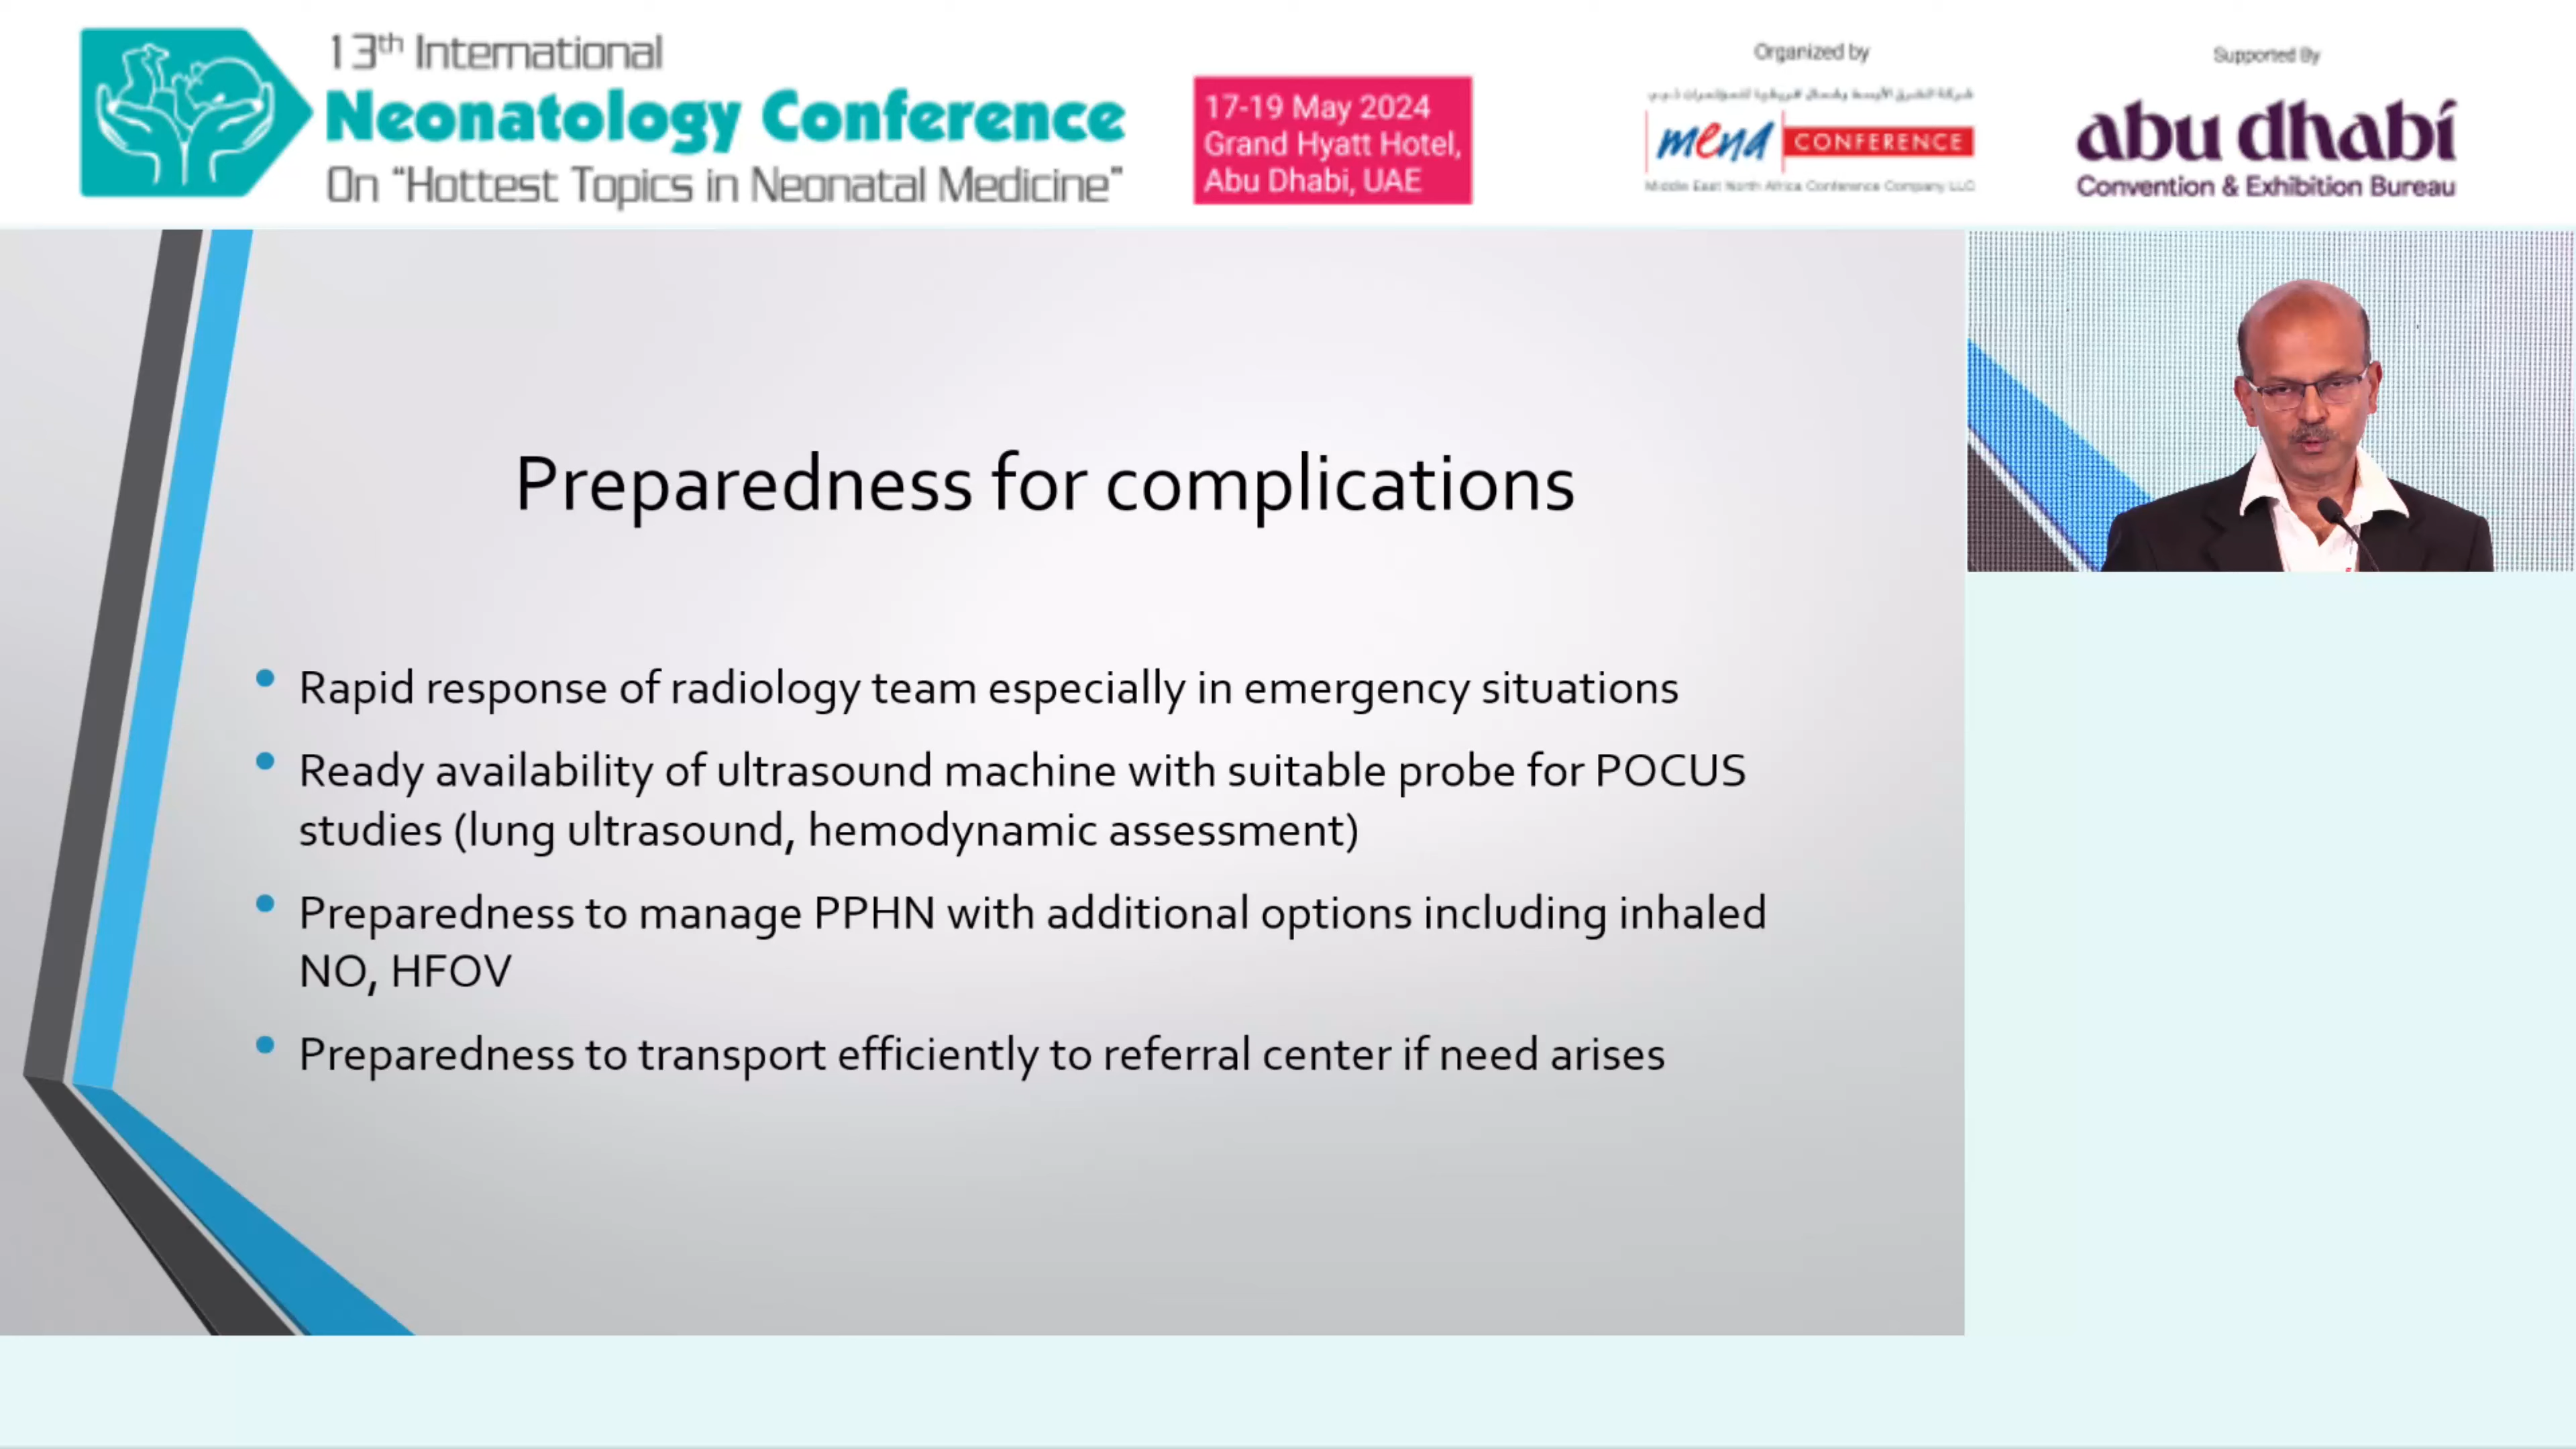 13th International
Neonatology Conference
On “Hottest Topics in Neonatal Medicine”
17-19 May 2024
Grand Hyatt Hotel,
Abu Dhabi, UAE
Organized by
mena CONFERENCE
Middle East North Africa Conference Company LLC
Supported By
abu dhabi
Convention & Exhibition Bureau
Preparedness for complications
• Rapid response of radiology team especially in emergency situations
• Ready availability of ultrasound machine with suitable probe for POCUS
studies (lung ultrasound, hemodynamic assessment)
• Preparedness to manage PPHN with additional options including inhaled
NO, HFOV
• Preparedness to transport efficiently to referral center if need arises